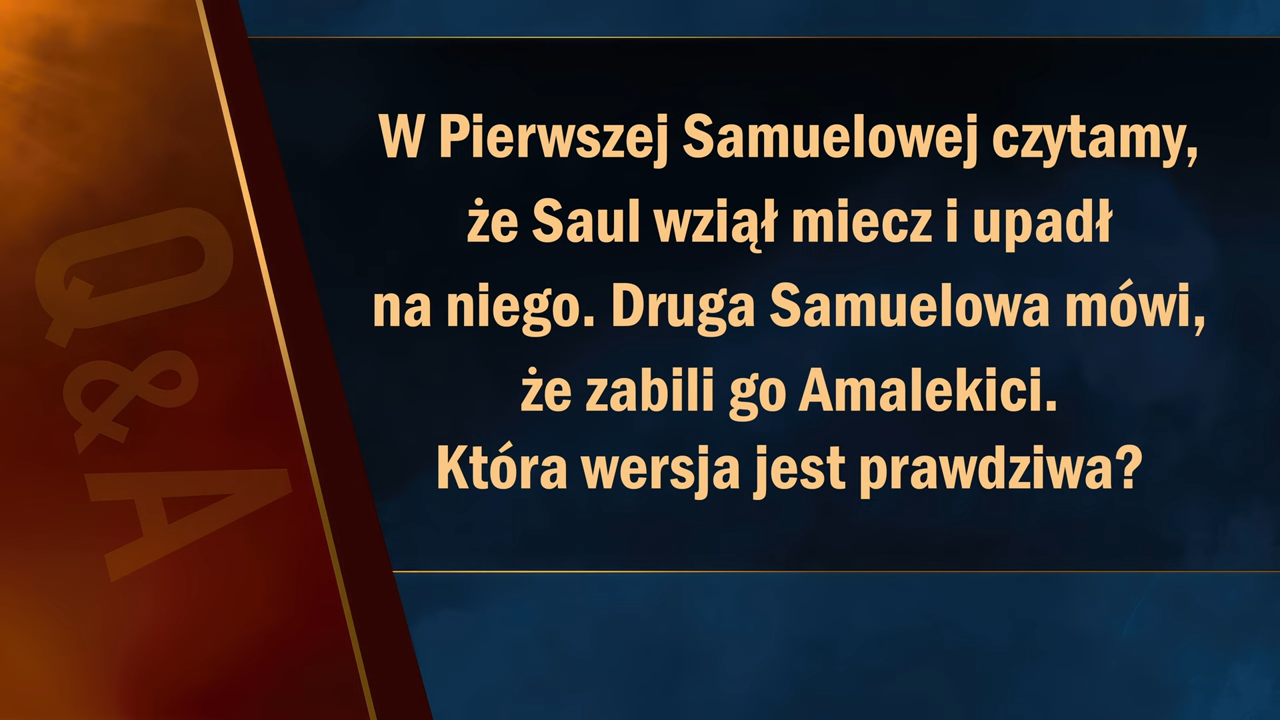 Q&A
W Pierwszej Samuelowej czytamy,
że Saul wziął miecz i upadł
na niego. Druga Samuelowa mówi,
że zabili go Amalekici.
Która wersja jest prawdziwa?